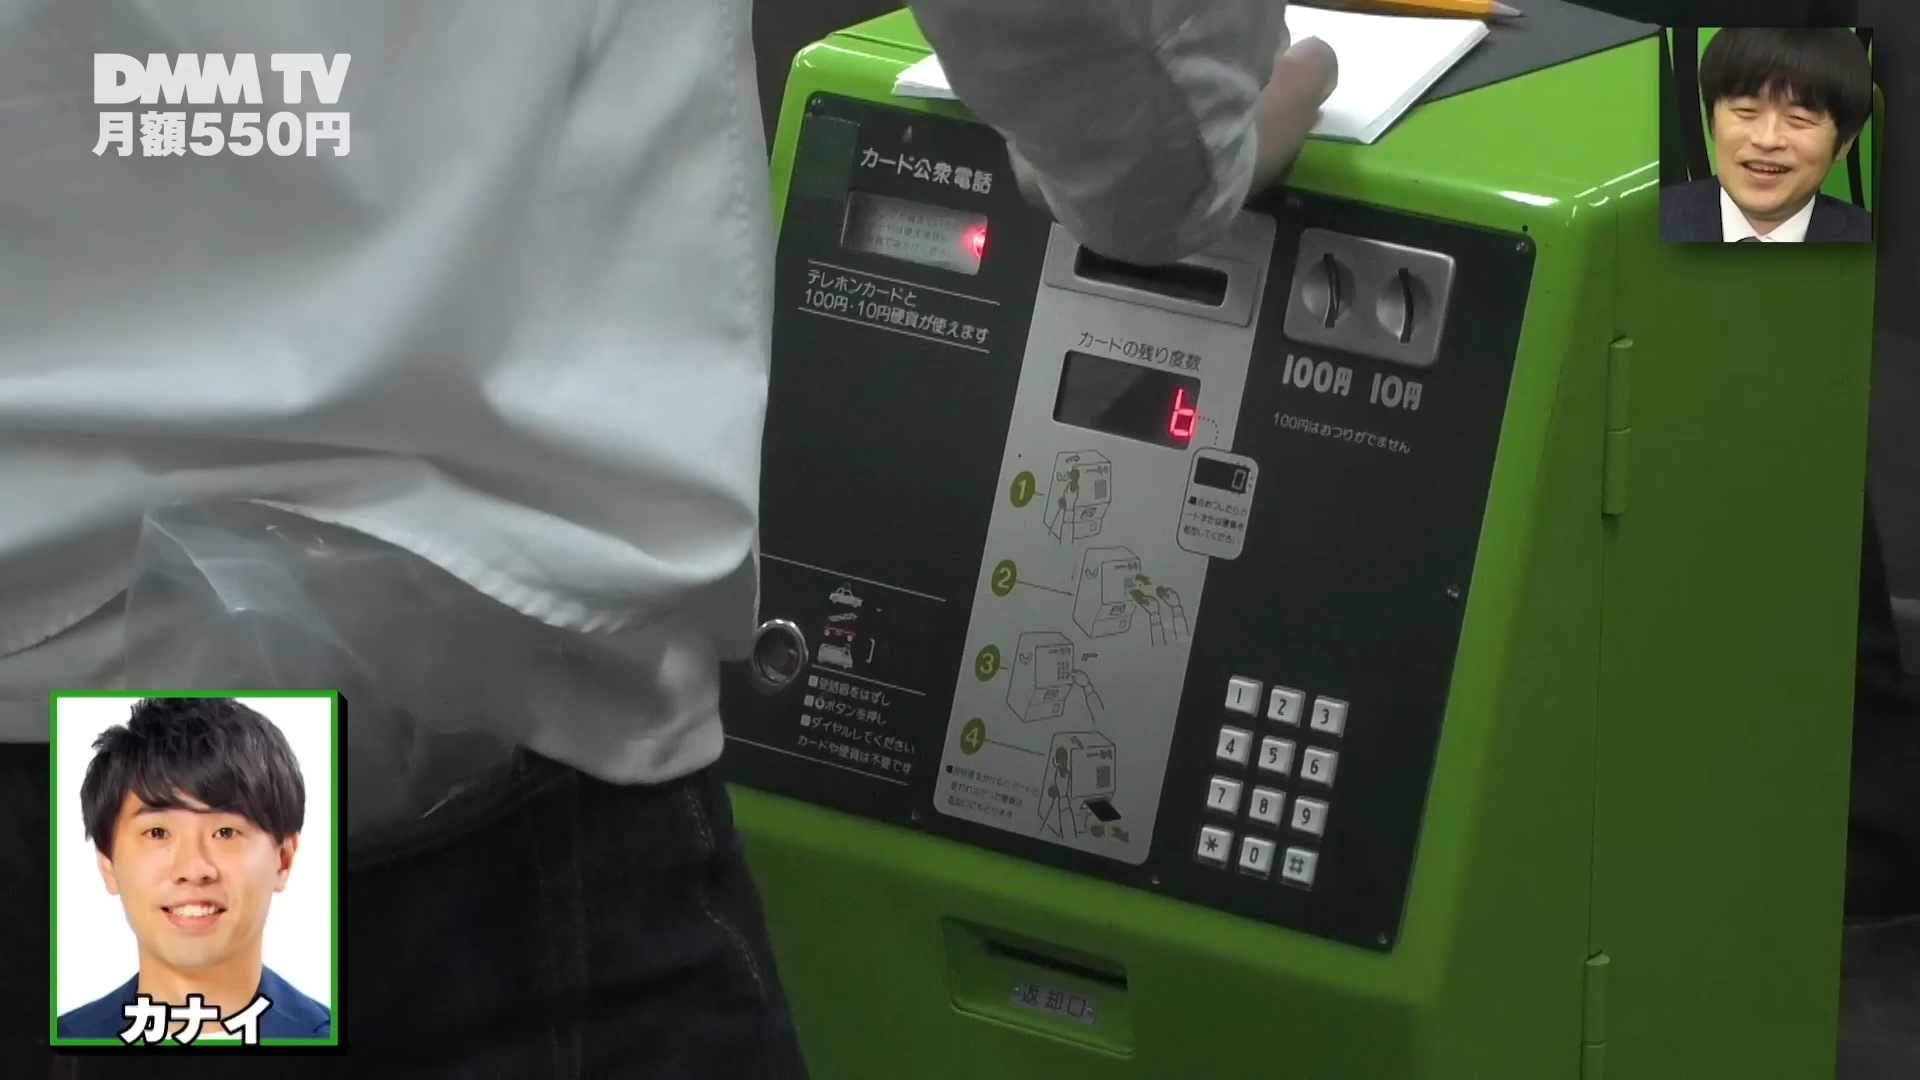 DMM TV
月額550円
カード公衆電話
テレホンカードと
100円・10円硬貨が使えます
カードの残り度数
6
100円 10円
100円はおつりがでません
0
1
2
3
4
■受話器をはずし
ボタンを押し
■ダイヤルしてください
カードや硬貨は不要です
1 2 3
4 5 6
7 8 9
* 0 #
返却口
カナイ